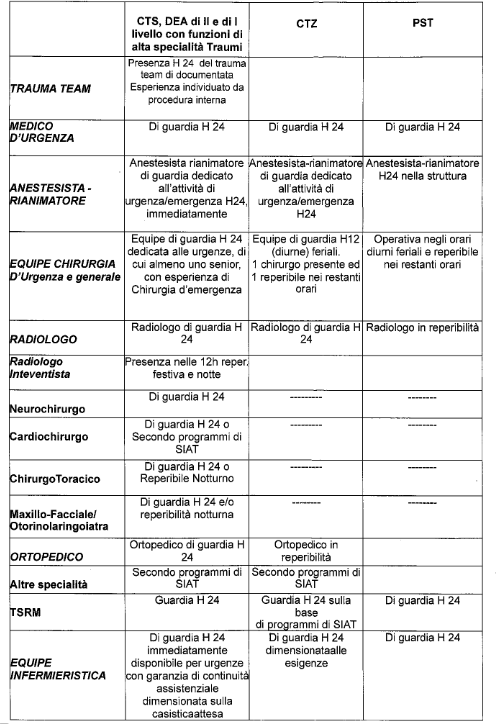 CTS, DEA di II e di I
livello con funzioni di
alta specialità Traumi
CTZ
PST
TRAUMA TEAM
Presenza H 24 del trauma
team di documentata
Esperienza individuato da
procedura interna
MEDICO
D'URGENZA
Di guardia H 24
Di guardia H 24
Di guardia H 24
ANESTESISTA -
RIANIMATORE
Anestesista rianimatore
di guardia dedicato
all'attività di
urgenza/emergenza H24,
immediatamente
Anestesista-rianimatore
di guardia dedicato
all'attività di
urgenza/emergenza
H24
Anestesista-rianimatore
H24 nella struttura
EQUIPE CHIRURGIA
D'Urgenza e generale
Equipe di guardia H 24
dedicata alle urgenze, di
cui almeno uno senior,
con esperienza di
Chirurgia d'emergenza
Equipe di guardia H12
(diurne) feriali.
1 chirurgo presente ed
1 reperibile nei restanti
orari
Operativa negli orari
diurni feriali e reperibile
nei restanti orari
RADIOLOGO
Radiologo di guardia H
24
Radiologo di guardia H
24
Radiologo in reperibilità
Radiologo
Inteventista
Presenza nelle 12h reper.
festiva e notte
Neurochirurgo
Di guardia H 24
---------
--------
Cardiochirurgo
Di guardia H 24 o
Secondo programmi di
SIAT
---------
--------
ChirurgoToracico
Di guardia H 24 o
Reperibile Notturno
---------
--------
Maxillo-Facciale/
Otorinolaringoiatra
Di guardia H 24 e/o
reperibilità notturna
---------
--------
ORTOPEDICO
Ortopedico di guardia H
24
Ortopedico in
reperibilità
Altre specialità
Secondo programmi di
SIAT
Secondo programmi di
SIAT
TSRM
Guardia H 24
Guardia H 24 sulla
base
di programmi di SIAT
Di guardia H 24
EQUIPE
INFERMIERISTICA
Di guardia H 24
immediatamente
disponibile per urgenze
con garanzia di continuità
assistenziale
dimensionata sulla
casisticaattesa
Di guardia H 24
dimensionataalle
esigenze
Di guardia H 24